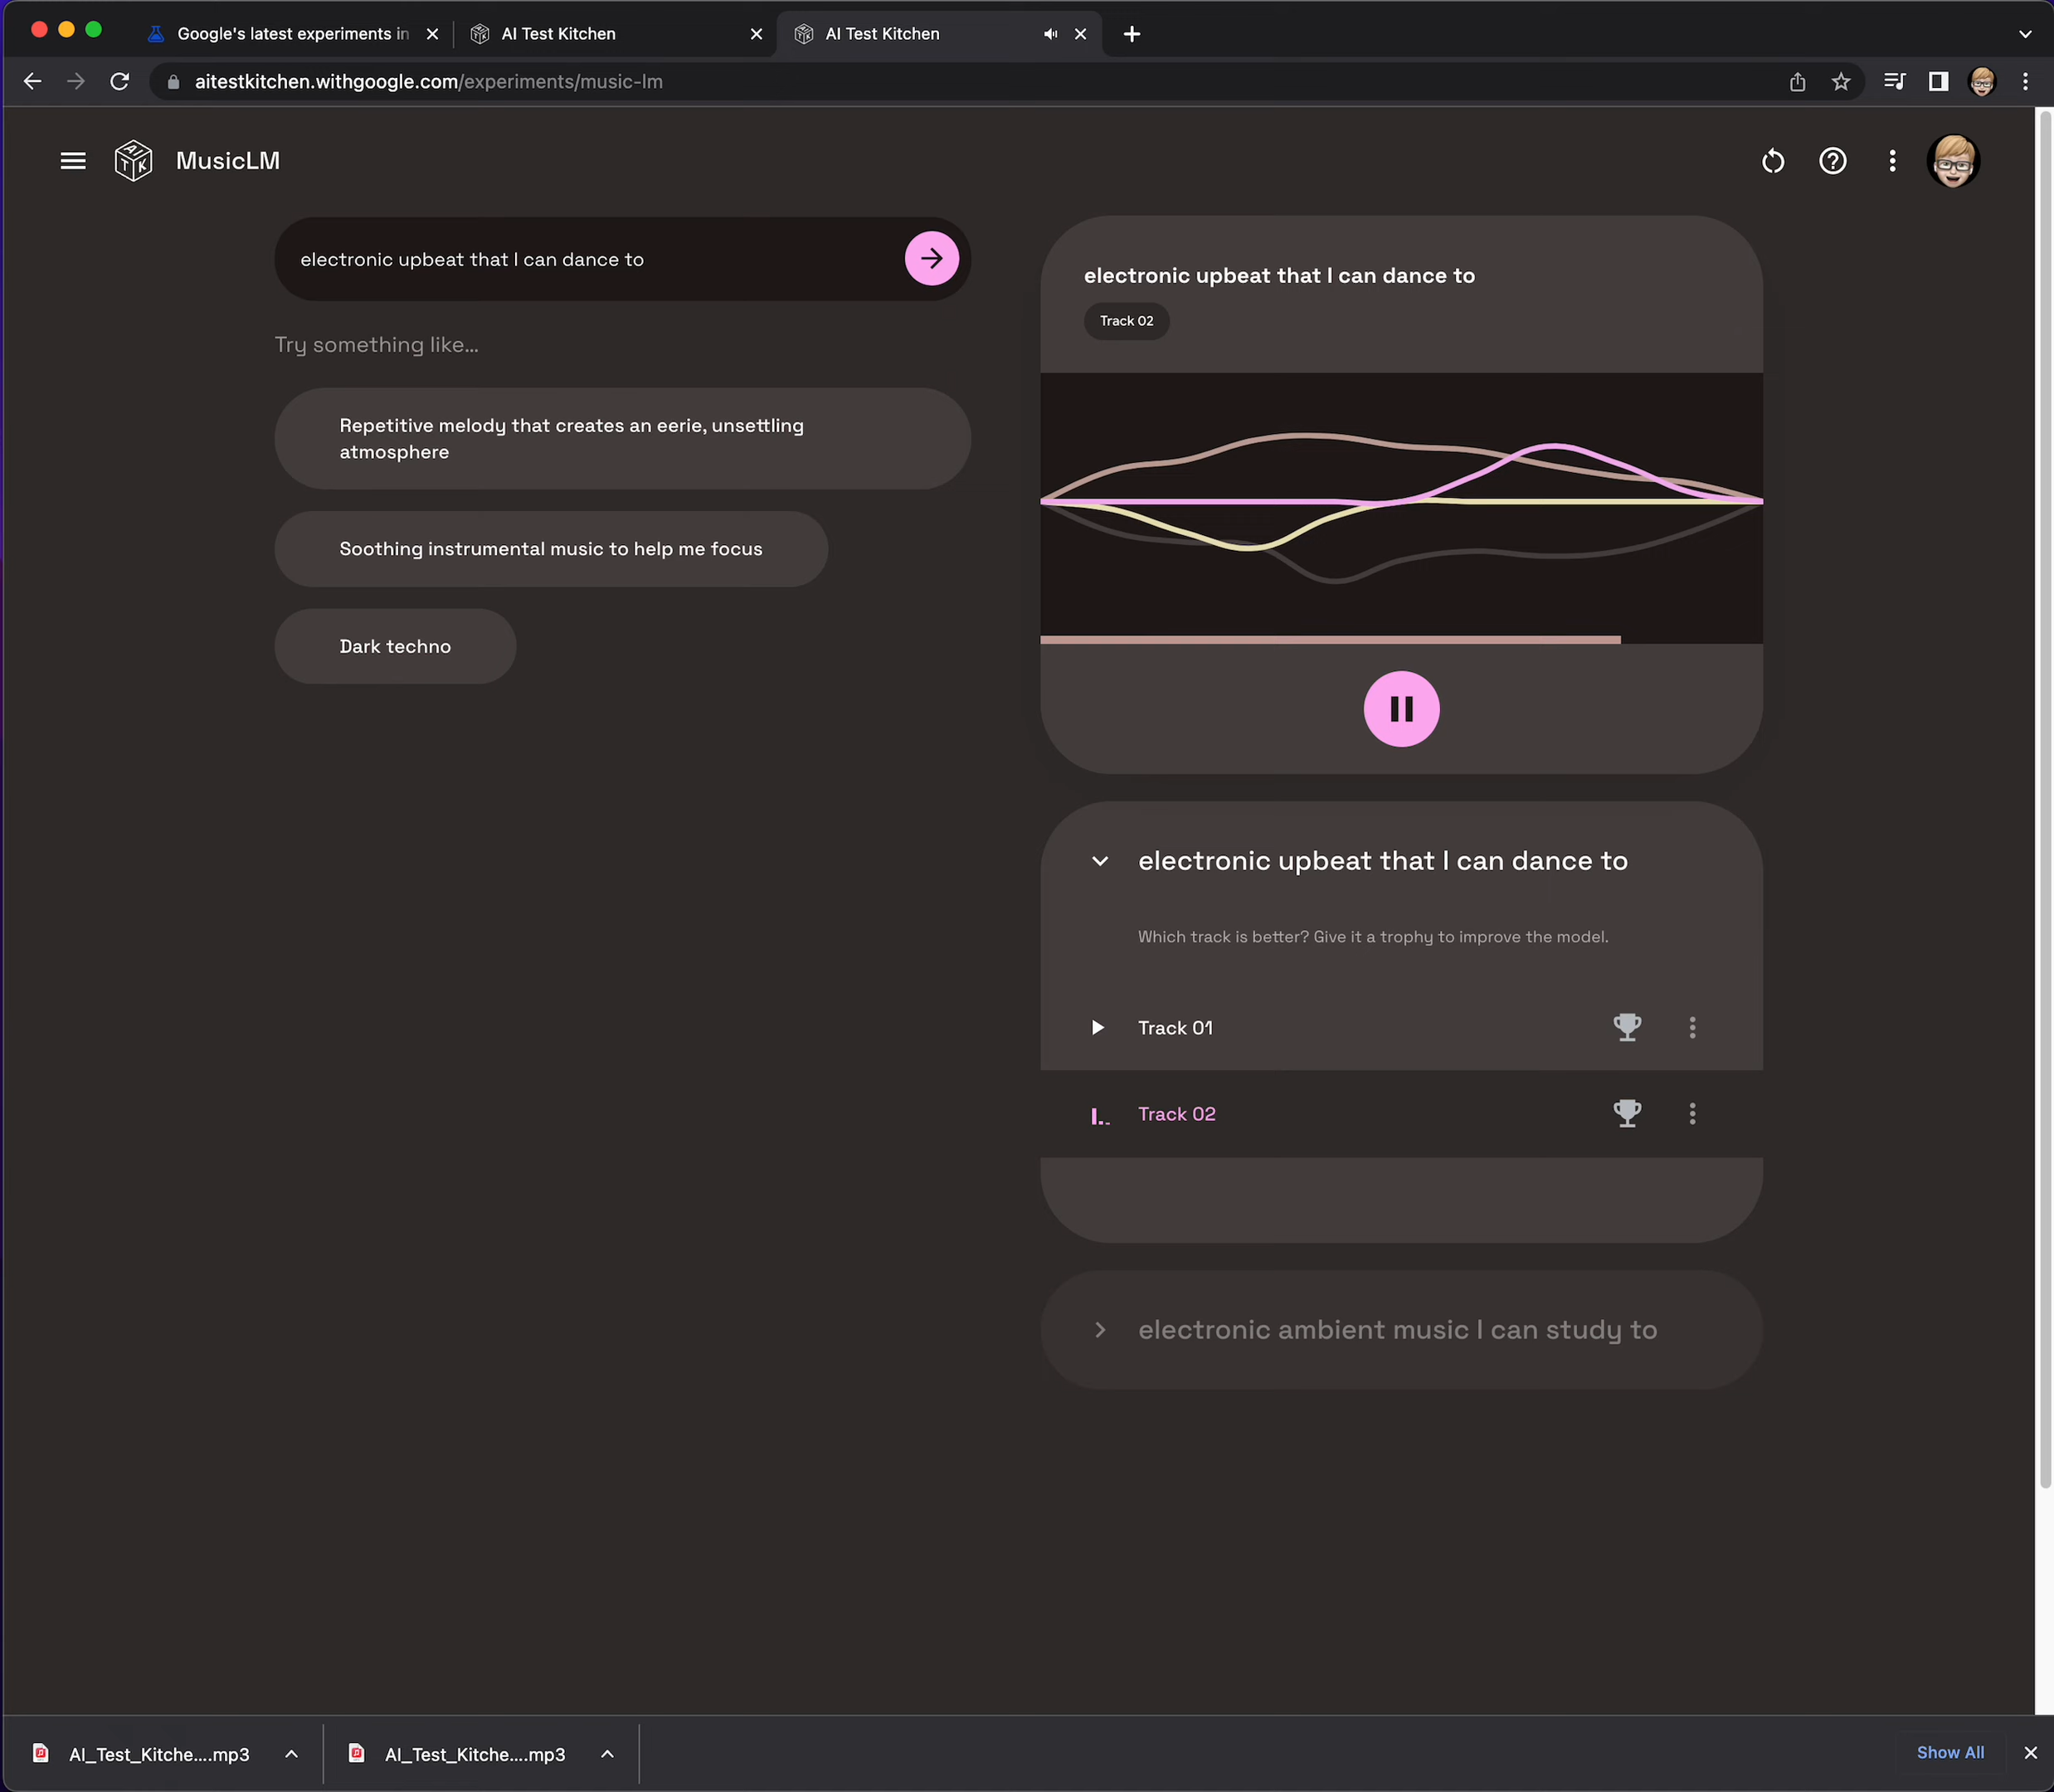 Google's latest experiments in
AI Test Kitchen
AI Test Kitchen
aitestkitchen.withgoogle.com/experiments/music-lm
AI
T K
MusicLM
electronic upbeat that I can dance to
Try something like...
Repetitive melody that creates an eerie, unsettling
atmosphere
Soothing instrumental music to help me focus
Dark techno
electronic upbeat that I can dance to
Track 02
electronic upbeat that I can dance to
Which track is better? Give it a trophy to improve the model.
Track 01
Track 02
electronic ambient music I can study to
AI_Test_Kitche....mp3
AI_Test_Kitche....mp3
Show All